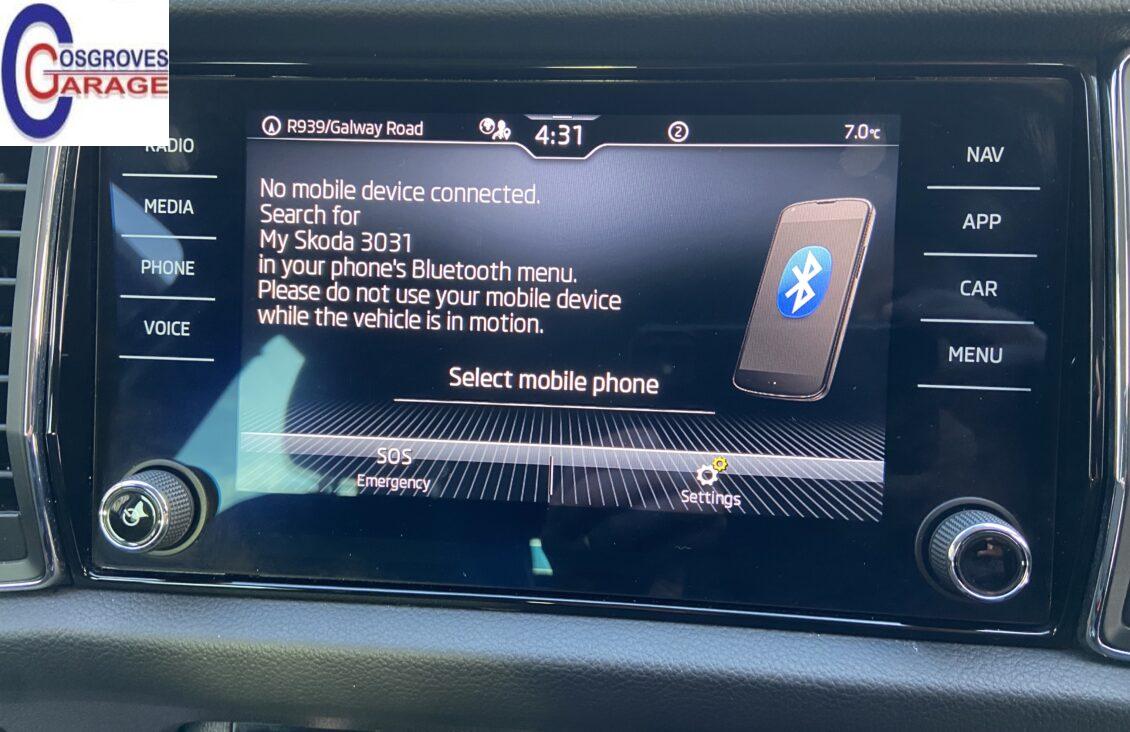 COSGROVES
GARAGE
R939/Galway Road
4:31
2
7.0°C
RADIO
MEDIA
PHONE
VOICE
No mobile device connected.
Search for
My Skoda 3031
in your phone's Bluetooth menu.
Please do not use your mobile device
while the vehicle is in motion.
Select mobile phone
SOS
Emergency
Settings
NAV
APP
CAR
MENU